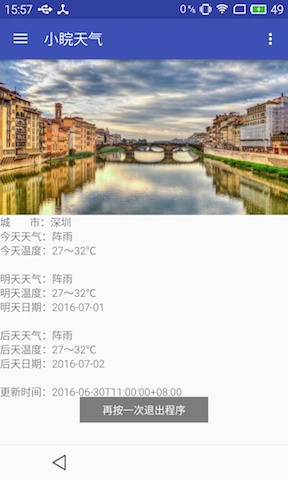 15:57 0% 49
小睆天气
城 市：深圳
今天天气：阵雨
今天温度：27～32℃
明天天气：阵雨
明天温度：27～32℃
明天日期：2016-07-01
后天天气：阵雨
后天温度：27～32℃
后天日期：2016-07-02
更新时间：2016-06-30T11:00:00+08:00
再按一次退出程序